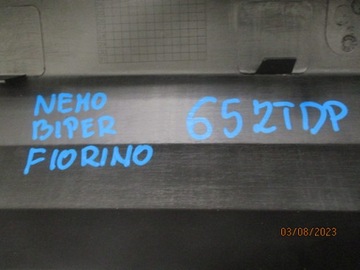 NEMO
BIPER
FIORINO
652TDP
03/08/2023